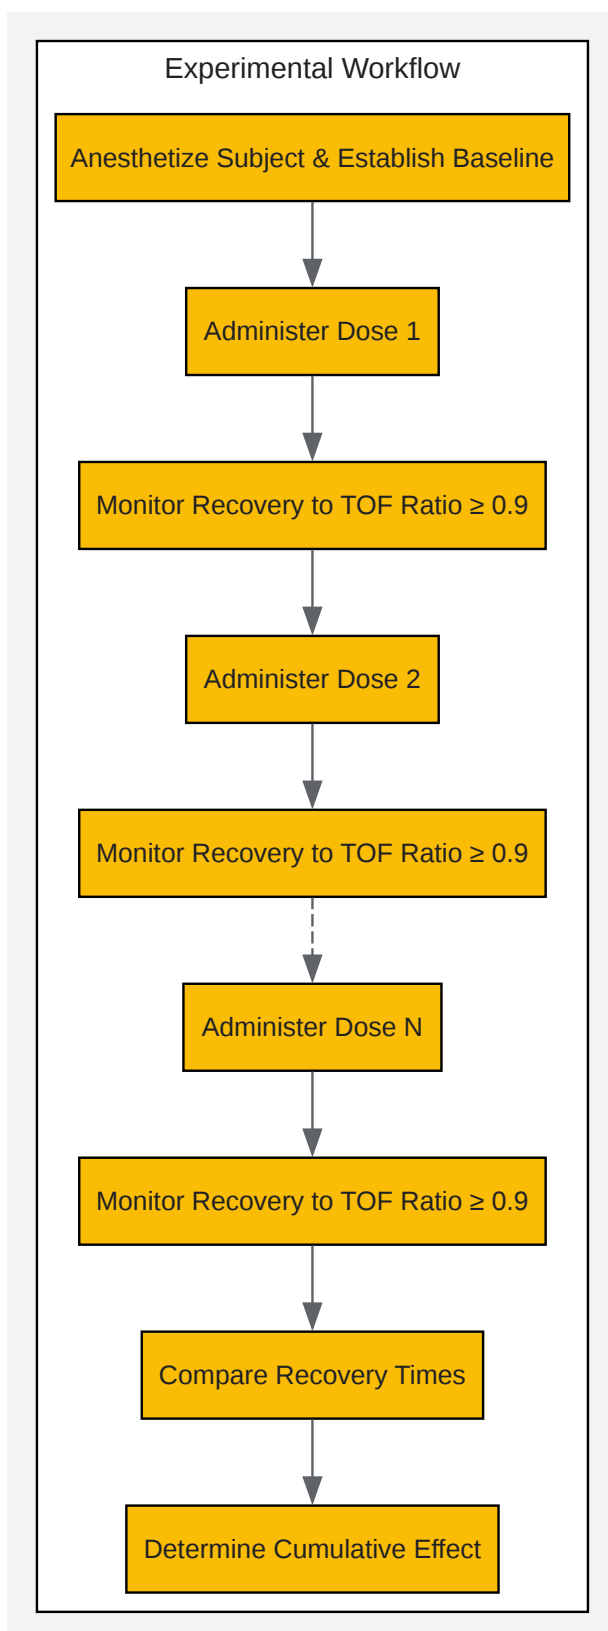 Experimental Workflow
Anesthetize Subject & Establish Baseline
Administer Dose 1
Monitor Recovery to TOF Ratio ≥ 0.9
Administer Dose 2
Monitor Recovery to TOF Ratio ≥ 0.9
Administer Dose N
Monitor Recovery to TOF Ratio ≥ 0.9
Compare Recovery Times
Determine Cumulative Effect